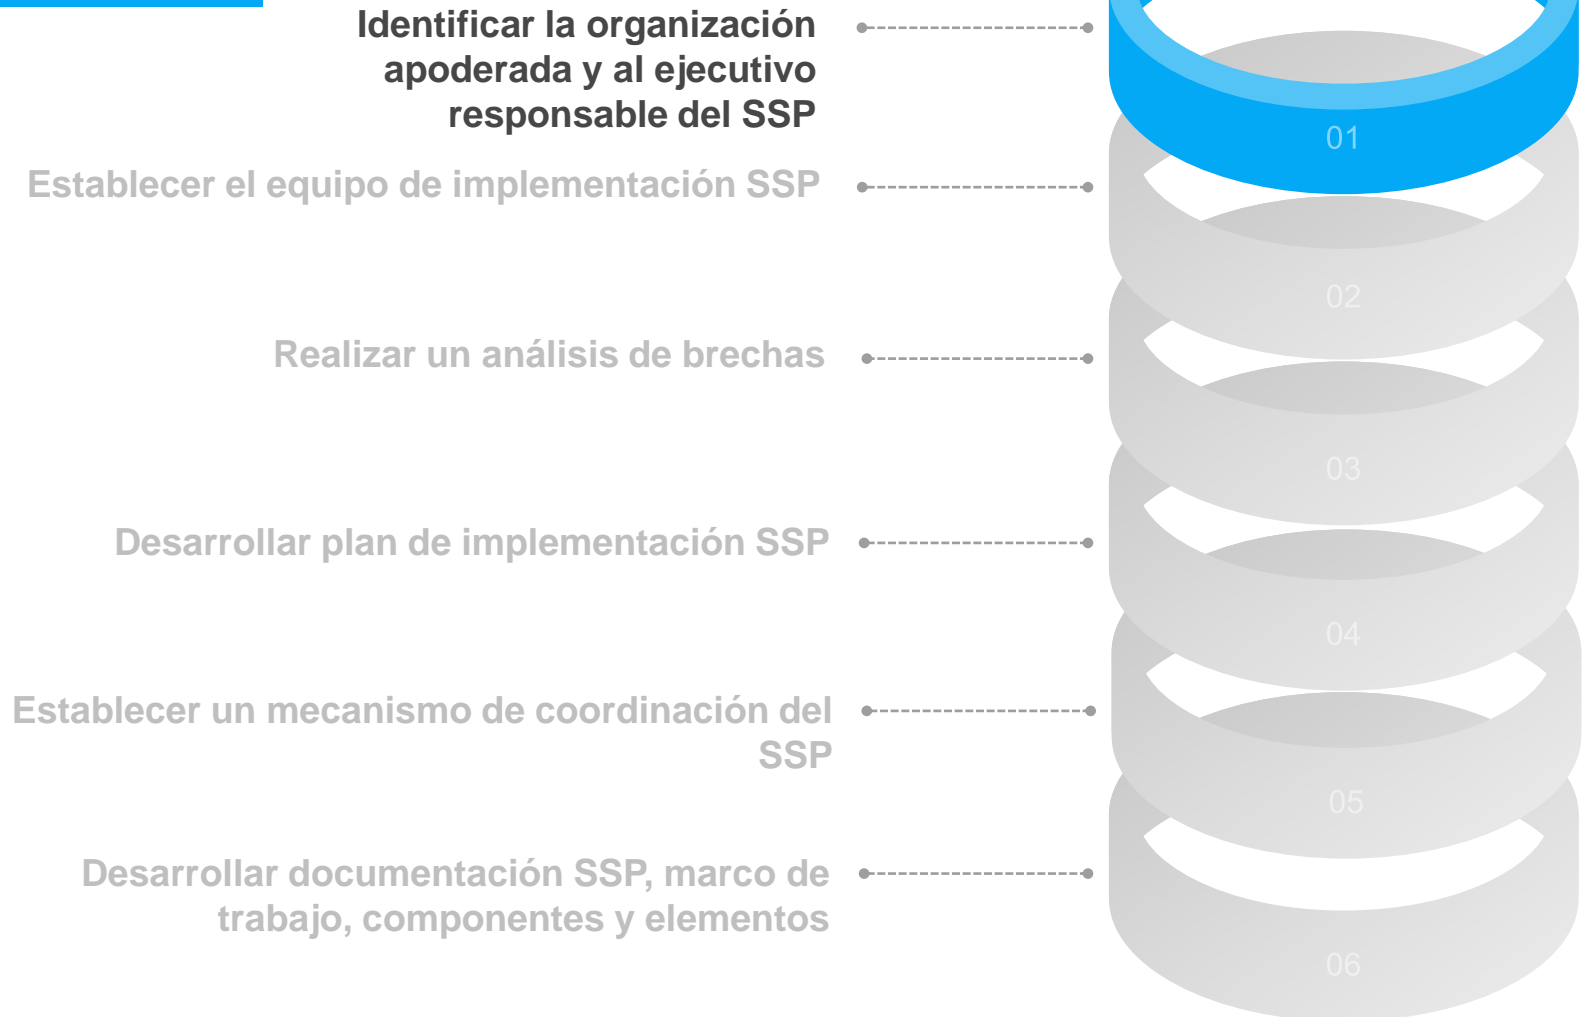 Identificar la organización
apoderada y al ejecutivo
responsable del SSP
01
Establecer el equipo de implementación SSP
02
Realizar un análisis de brechas
03
Desarrollar plan de implementación SSP
04
Establecer un mecanismo de coordinación del
SSP
05
Desarrollar documentación SSP, marco de
trabajo, componentes y elementos
06